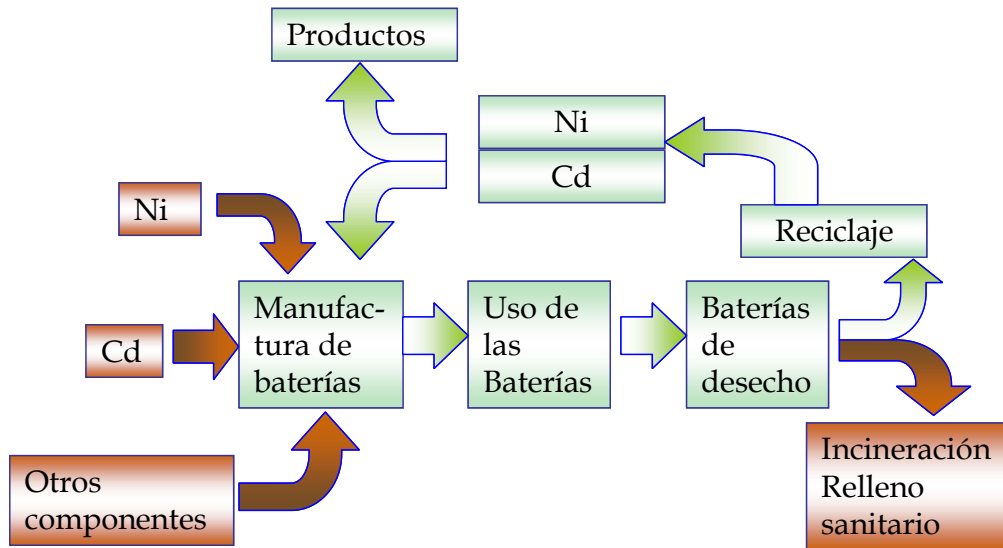 Productos
Ni
Cd
Ni
Reciclaje
Cd
Manufac-
tura de
baterías
Uso de
las
Baterías
Baterías
de
desecho
Otros
componentes
Incineración
Relleno
sanitario